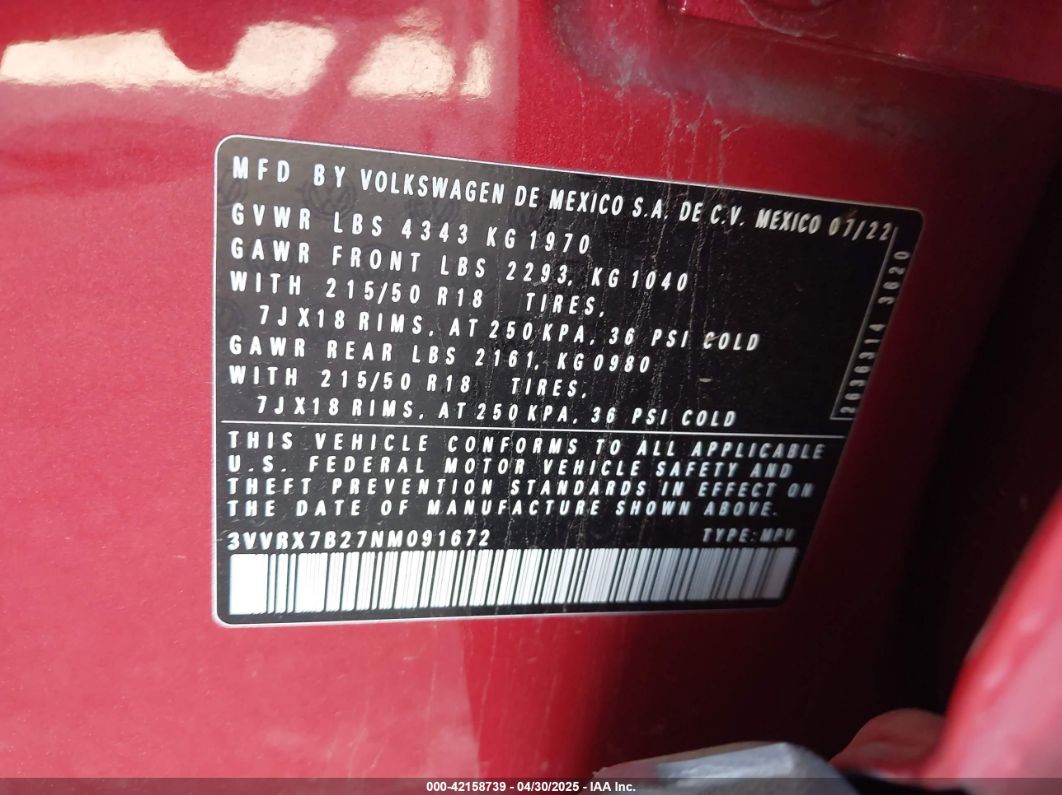 MFD BY VOLKSWAGEN DE MEXICO S.A. DE C.V. MEXICO 07/22
GVWR LBS 4343 KG 1970
GAWR FRONT LBS 2293, KG 1040
WITH 215/50 R18 TIRES,
7JX18 RIMS, AT 250 KPA, 36 PSI COLD
GAWR REAR LBS 2161, KG 0980
WITH 215/50 R18 TIRES,
7JX18 RIMS, AT 250 KPA, 36 PSI COLD
2636314 3620
THIS VEHICLE CONFORMS TO ALL APPLICABLE
U.S. FEDERAL MOTOR VEHICLE SAFETY AND
THEFT PREVENTION STANDARDS IN EFFECT ON
THE DATE OF MANUFACTURE SHOWN ABOVE.
3VVRX7B27NM091672 TYPE: MPV
000-42158739 - 04/30/2025 - IAA Inc.